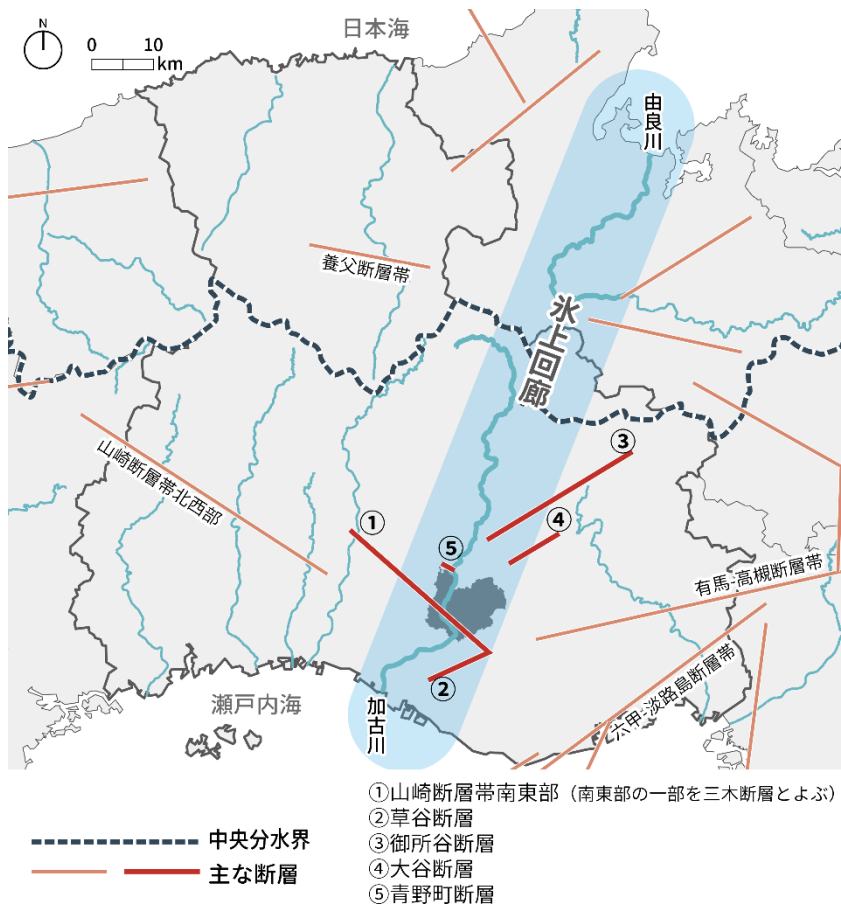 N
0 10
km
日本海
由良川
養父断層帯
氷上回廊
山崎断層帯北西部
①
③
④
⑤
有馬-高槻断層帯
②
六甲-淡路島断層帯
瀬戸内海
加古川
①山崎断層帯南東部（南東部の一部を三木断層とよぶ）
②草谷断層
③御所谷断層
④大谷断層
⑤青野町断層
中央分水界
主な断層